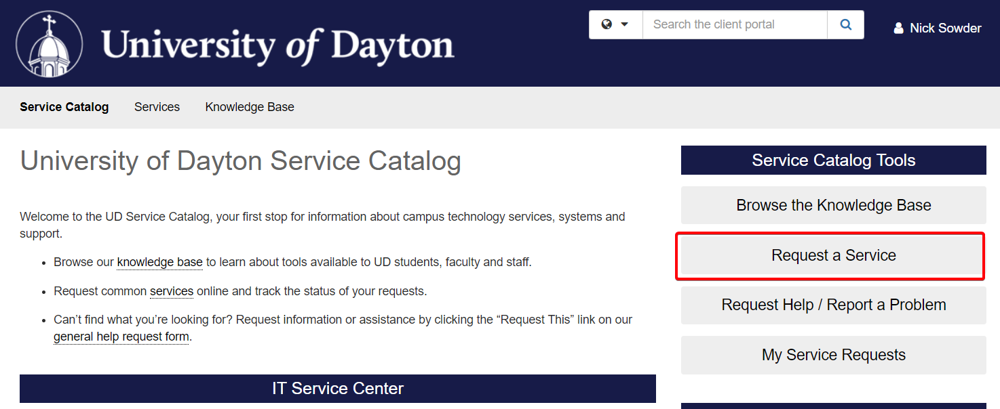 University of Dayton
Search the client portal
Nick Sowder
Service Catalog
Services
Knowledge Base
University of Dayton Service Catalog
Welcome to the UD Service Catalog, your first stop for information about campus technology services, systems and
support.
• Browse our knowledge base to learn about tools available to UD students, faculty and staff.
• Request common services online and track the status of your requests.
• Can’t find what you’re looking for? Request information or assistance by clicking the “Request This” link on our
general help request form.
IT Service Center
Service Catalog Tools
Browse the Knowledge Base
Request a Service
Request Help / Report a Problem
My Service Requests